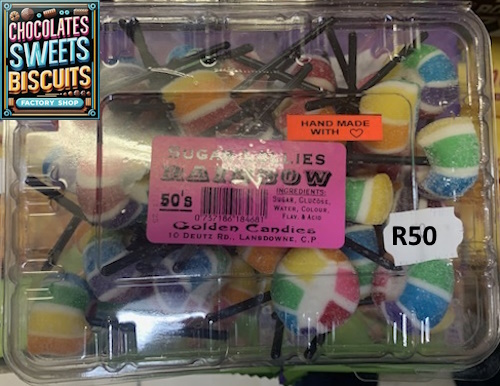 CHOCOLATES
SWEETS
BISCUITS
FACTORY SHOP
HAND MADE
WITH
RAINBOW
50's
INGREDIENTS:
SUGAR, GLUCOSE,
WATER, COLOUR,
FLAV. & ACID
Golden Candies
10 DEUTZ RD., LANSDOWNE, C.P
R50